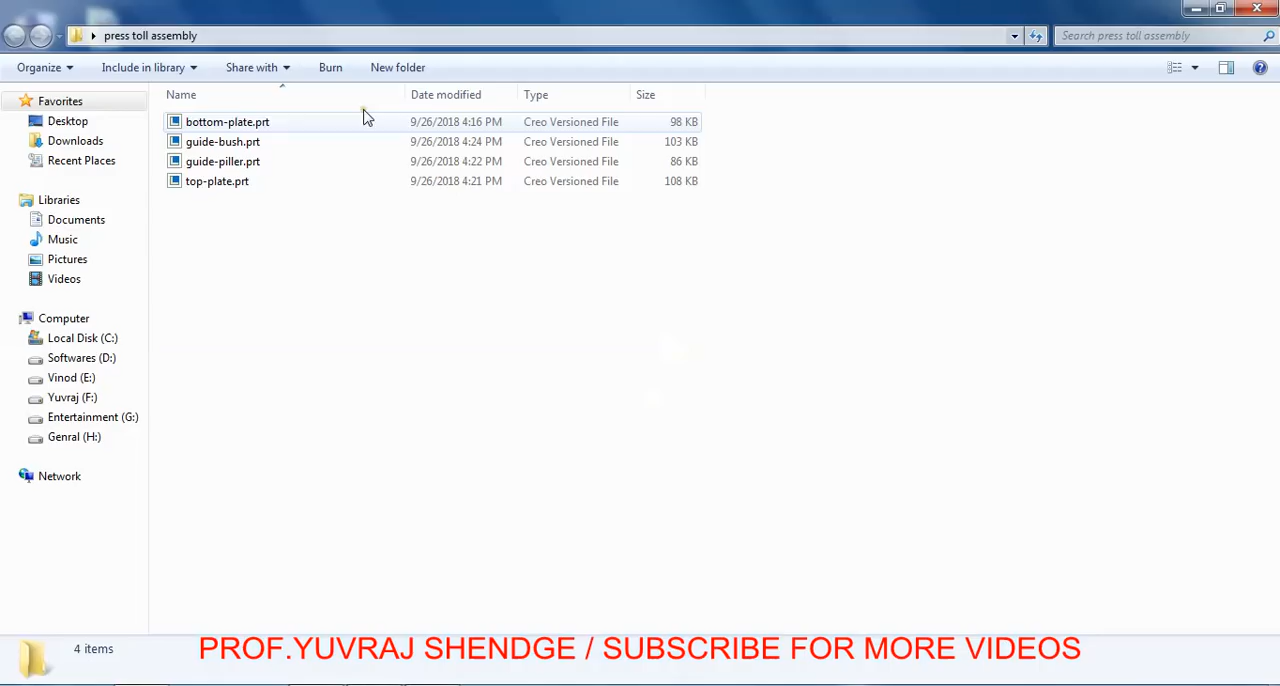 press toll assembly
Search press toll assembly
Organize Include in library Share with Burn New folder
Name Date modified Type Size
Favorites
Desktop
Downloads
Recent Places
Libraries
Documents
Music
Pictures
Videos
Computer
Local Disk (C:)
Softwares (D:)
Vinod (E:)
Yuvraj (F:)
Entertainment (G:)
Genral (H:)
Network
bottom-plate.prt 9/26/2018 4:16 PM Creo Versioned File 98 KB
guide-bush.prt 9/26/2018 4:24 PM Creo Versioned File 103 KB
guide-piller.prt 9/26/2018 4:22 PM Creo Versioned File 86 KB
top-plate.prt 9/26/2018 4:21 PM Creo Versioned File 108 KB
4 items
PROF.YUVRAJ SHENDGE / SUBSCRIBE FOR MORE VIDEOS